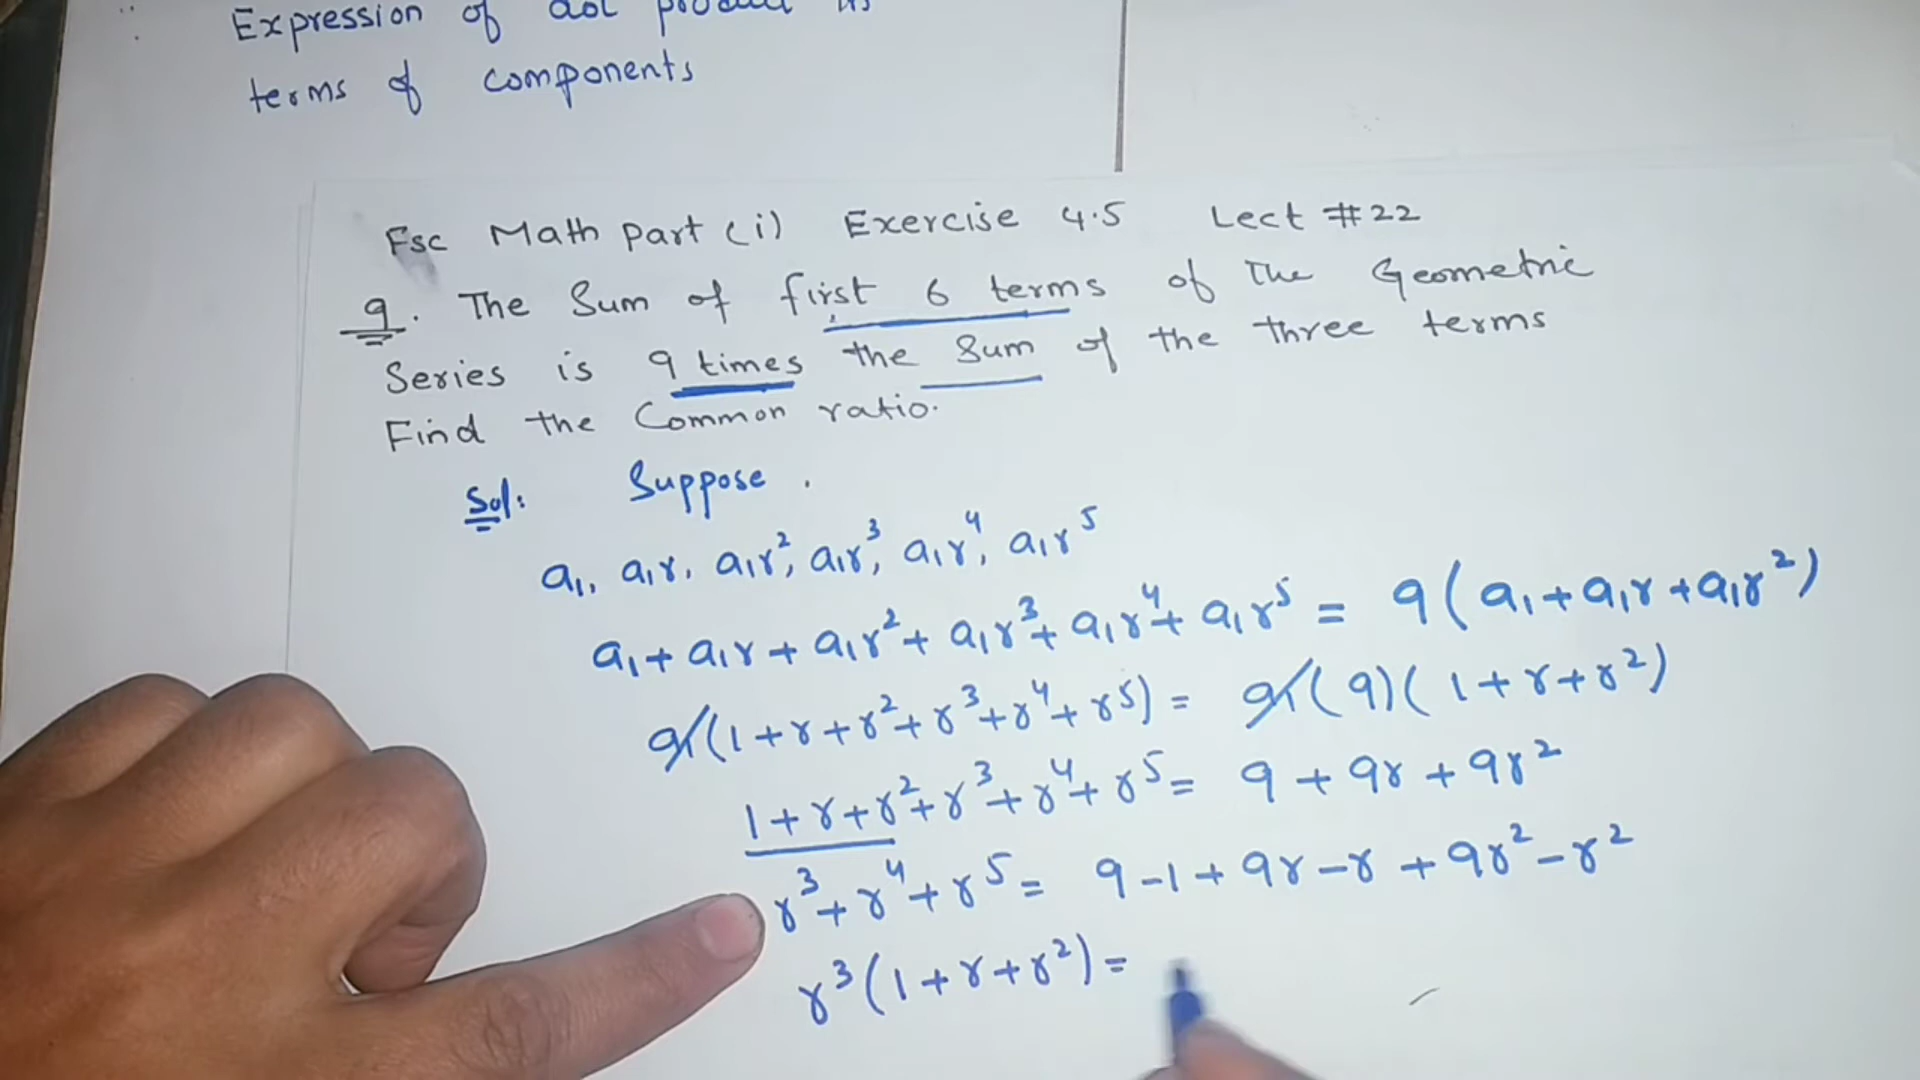 Expression of dot product in
terms of components
Fsc Math part (i) Exercise 4.5 Lect #22
9. The Sum of first 6 terms of The Geometric
Series is 9 times the Sum of the three terms
Find the Common ratio.
Sol: Suppose.
a₁, a₁r, a₁r², a₁r³, a₁r⁴, a₁r⁵
a₁ + a₁r + a₁r² + a₁r³ + a₁r⁴ + a₁r⁵ = 9(a₁ + a₁r + a₁r²)
a₁(1 + r + r² + r³ + r⁴ + r⁵) = a₁(9)(1 + r + r²)
1 + r + r² + r³ + r⁴ + r⁵ = 9 + 9r + 9r²
r³ + r⁴ + r⁵ = 9 - 1 + 9r - r + 9r² - r²
r³(1 + r + r²) =